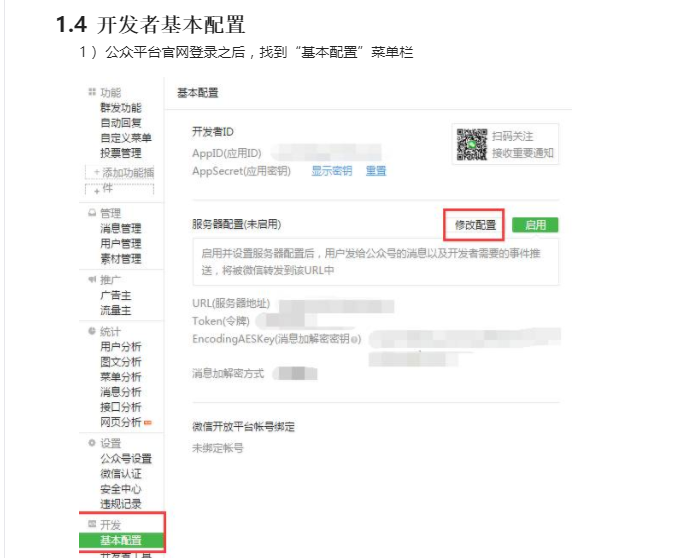 1.4 开发者基本配置
1 ）公众平台官网登录之后，找到“基本配置”菜单栏
功能
群发功能
自动回复
自定义菜单
投票管理
+ 添加功能插
+ 件
管理
消息管理
用户管理
素材管理
推广
广告主
流量主
统计
用户分析
图文分析
菜单分析
消息分析
接口分析
网页分析
设置
公众号设置
微信认证
安全中心
违规记录
开发
基本配置
开发者工具
基本配置
开发者ID
AppID(应用ID)
AppSecret(应用密钥) 显示密钥 重置
扫码关注
接收重要通知
服务器配置(未启用) 修改配置 启用
启用并设置服务器配置后，用户发给公众号的消息以及开发者需要的事件推
送，将被微信转发到该URL中
URL(服务器地址)
Token(令牌)
EncodingAESKey(消息加解密密钥)
消息加解密方式
微信开放平台帐号绑定
未绑定帐号